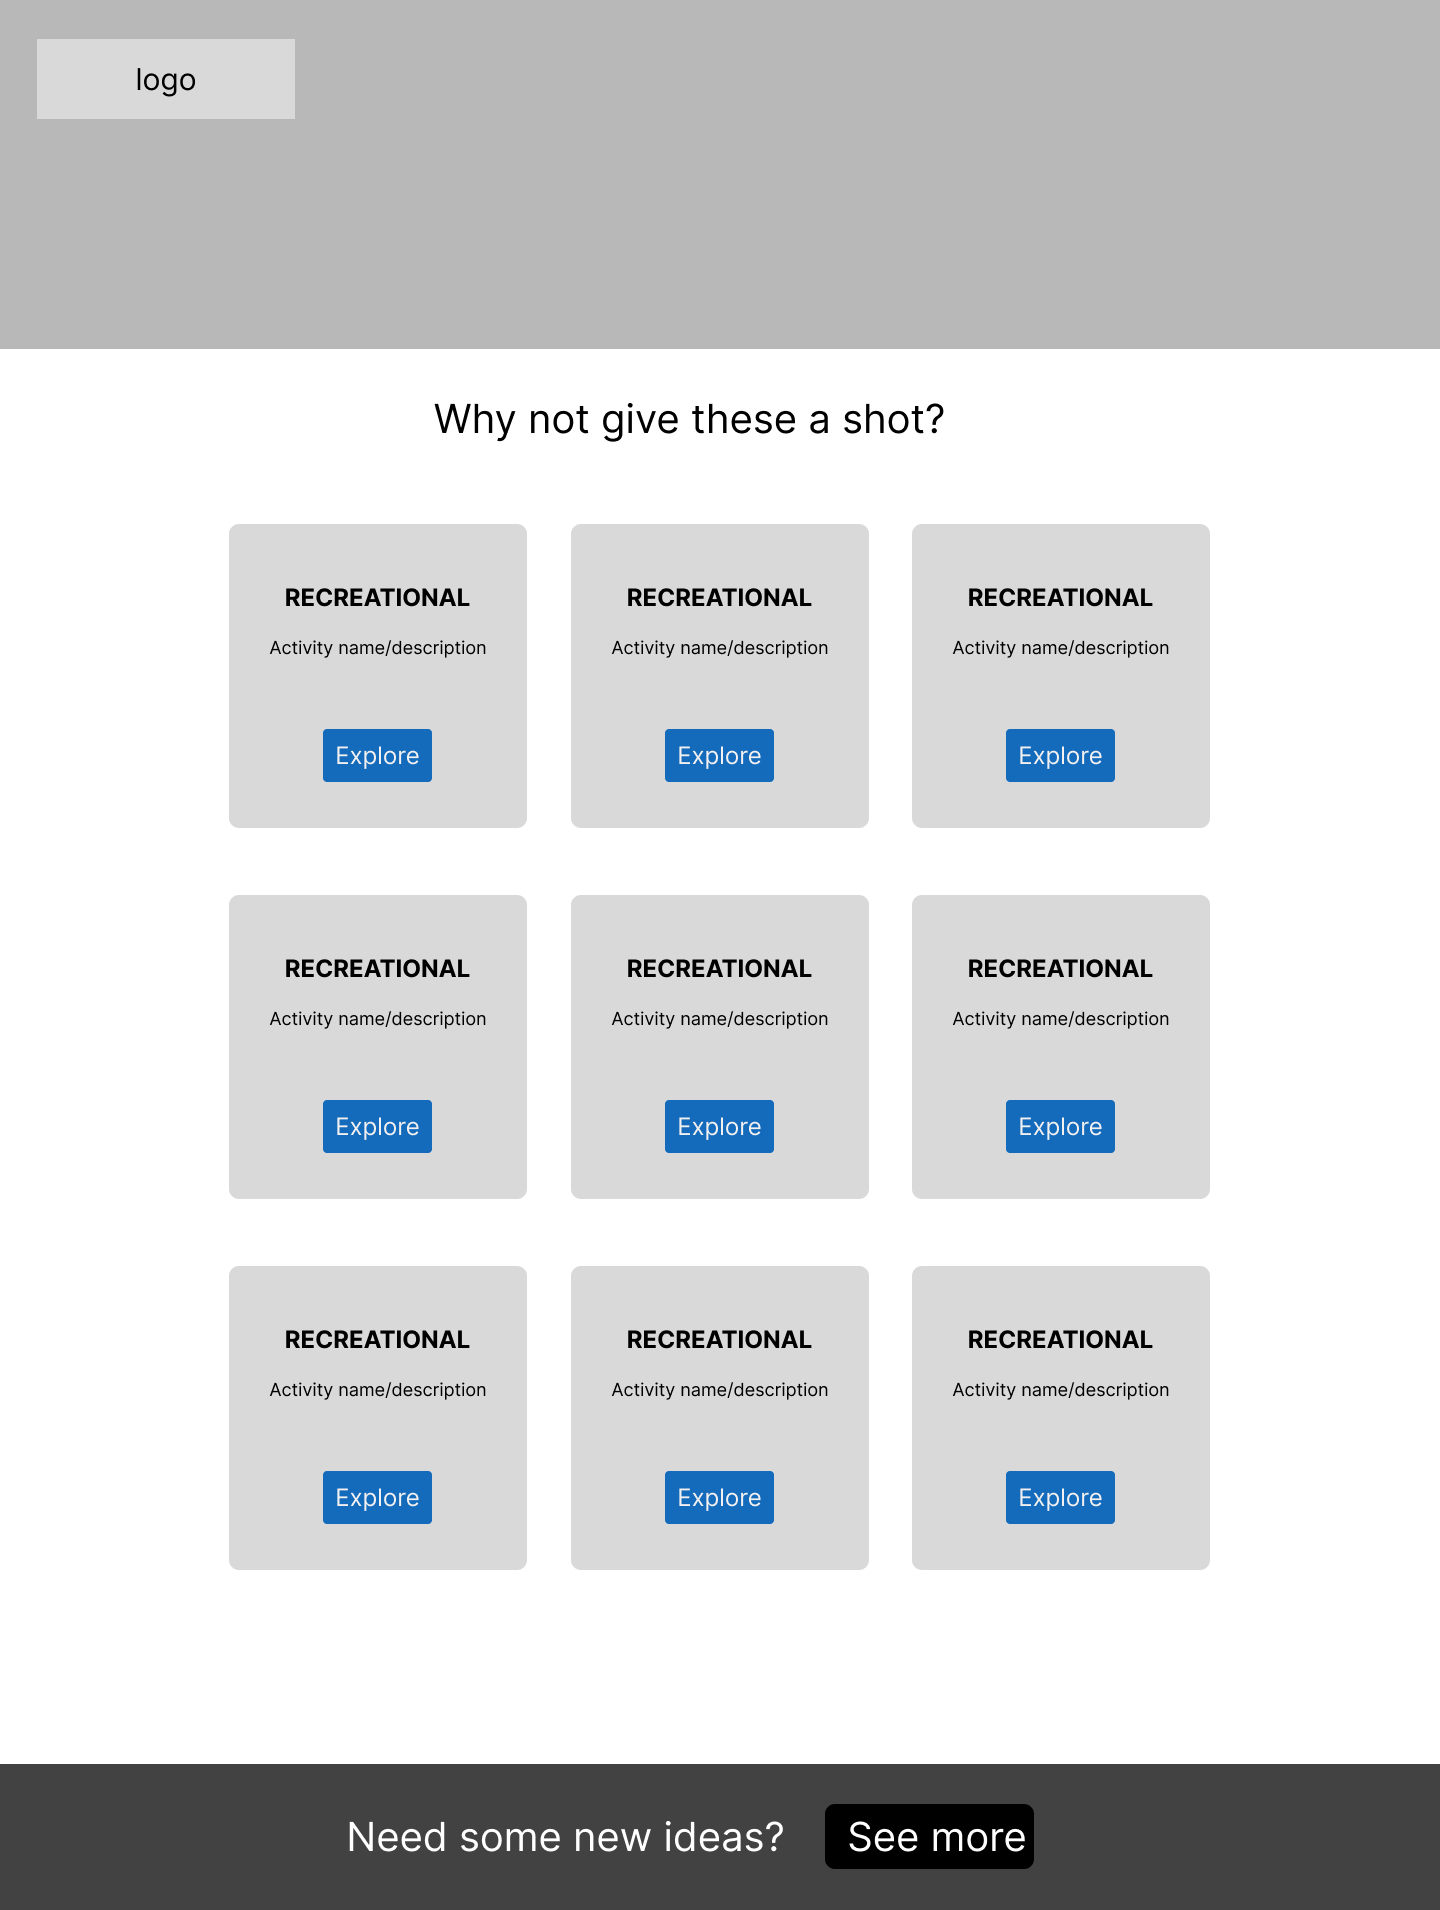 logo
Why not give these a shot?
RECREATIONAL
Activity name/description
Explore
RECREATIONAL
Activity name/description
Explore
RECREATIONAL
Activity name/description
Explore
RECREATIONAL
Activity name/description
Explore
RECREATIONAL
Activity name/description
Explore
RECREATIONAL
Activity name/description
Explore
RECREATIONAL
Activity name/description
Explore
RECREATIONAL
Activity name/description
Explore
RECREATIONAL
Activity name/description
Explore
Need some new ideas?
See more